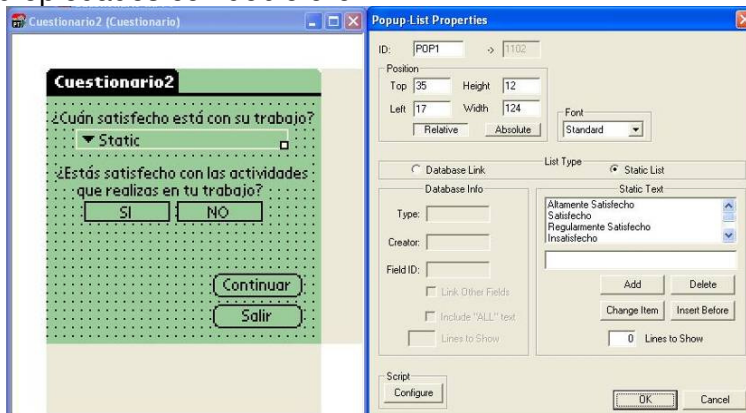 Cuestionario2 (Cuestionario)
Cuestionario2
¿Cuán satisfecho está con su trabajo?
Static
¿Estás satisfecho con las actividades
que realizas en tu trabajo?
SI
NO
Continuar
Salir
Popup-List Properties
ID: POP1 -> 1102
Position
Top 35 Height 12
Left 17 Width 124
Relative Absolute
Font
Standard
List Type
Database Link
Static List
Database Info
Type:
Creator:
Field ID:
Link Other Fields
Include "ALL" text
Lines to Show
Static Text
Altamente Satisfecho
Satisfecho
Regularmente Satisfecho
Insatisfecho
Add Delete
Change Item Insert Before
0 Lines to Show
Script
Configure
OK Cancel